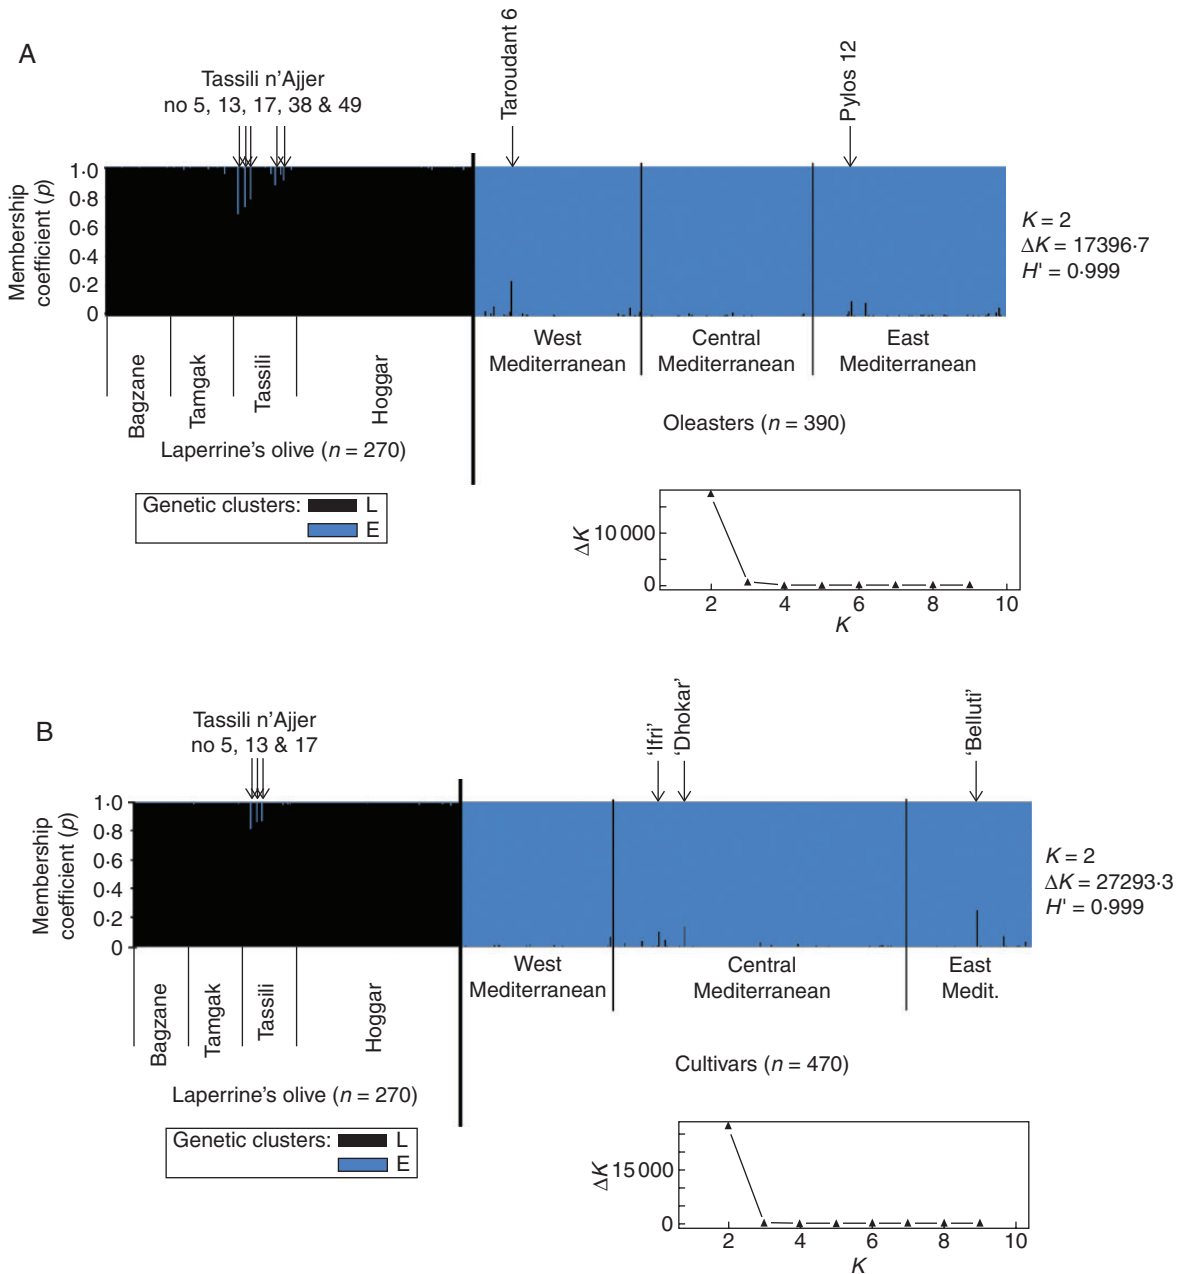 A
Tassili n'Ajjer
no 5, 13, 17, 38 & 49
Taroudant 6
Pylos 12
Membership
coefficient (p)
1·0
0·8
0·6
0·4
0·2
0
K = 2
ΔK = 17396·7
H' = 0·999
Bagzane
Tamgak
Tassili
Hoggar
West
Mediterranean
Central
Mediterranean
East
Mediterranean
Laperrine's olive (n = 270)
Oleasters (n = 390)
Genetic clusters: L
E
ΔK
10 000
0
2
4
6
8
10
K
B
Tassili n'Ajjer
no 5, 13 & 17
'Ifri'
'Dhokar'
'Belluti'
Membership
coefficient (p)
1·0
0·8
0·6
0·4
0·2
0
K = 2
ΔK = 27293·3
H' = 0·999
Bagzane
Tamgak
Tassili
Hoggar
West
Mediterranean
Central
Mediterranean
East
Medit.
Laperrine's olive (n = 270)
Cultivars (n = 470)
Genetic clusters: L
E
ΔK
15 000
0
2
4
6
8
10
K